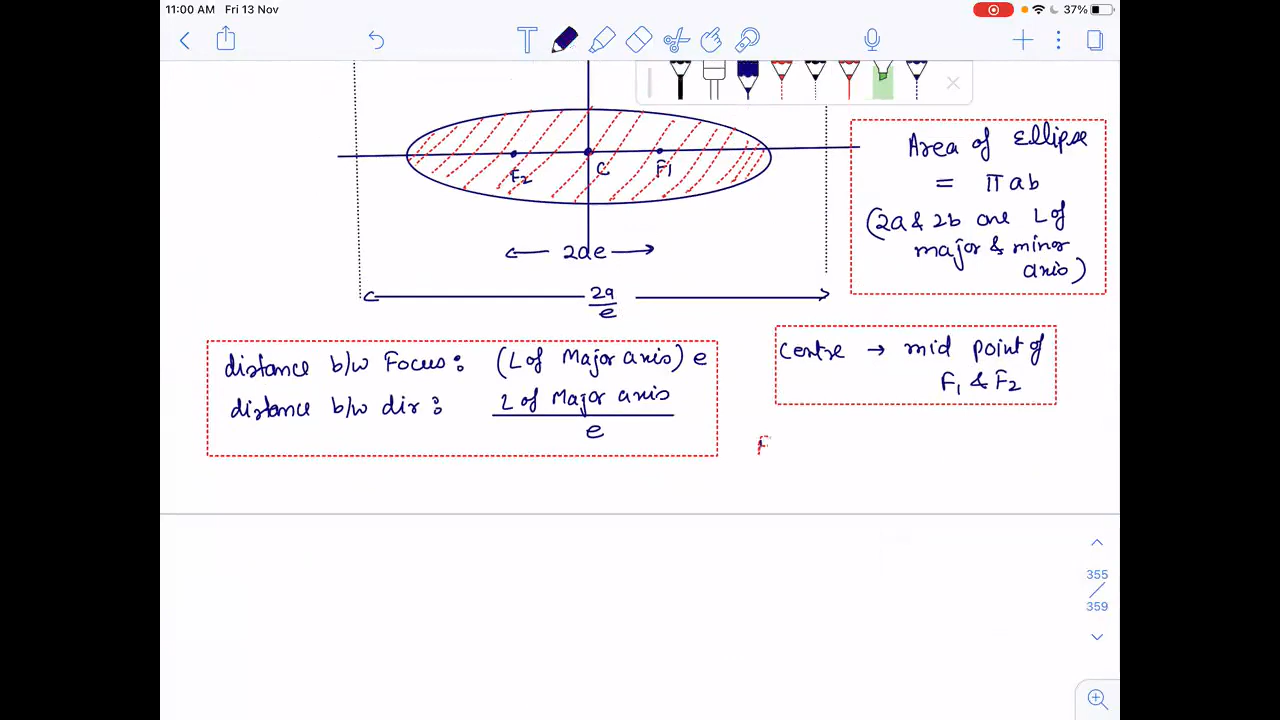 11:00 AM Fri 13 Nov
37%
T
F2
C
F1
2ae
2a
e
Area of Ellipse
= πab
(2a & 2b are L of
major & minor
axis)
distance b/w Focus: (L of Major axis) e
distance b/w dir: L of Major axis
e
Centre → mid point of
F1 & F2
F
355
/
359